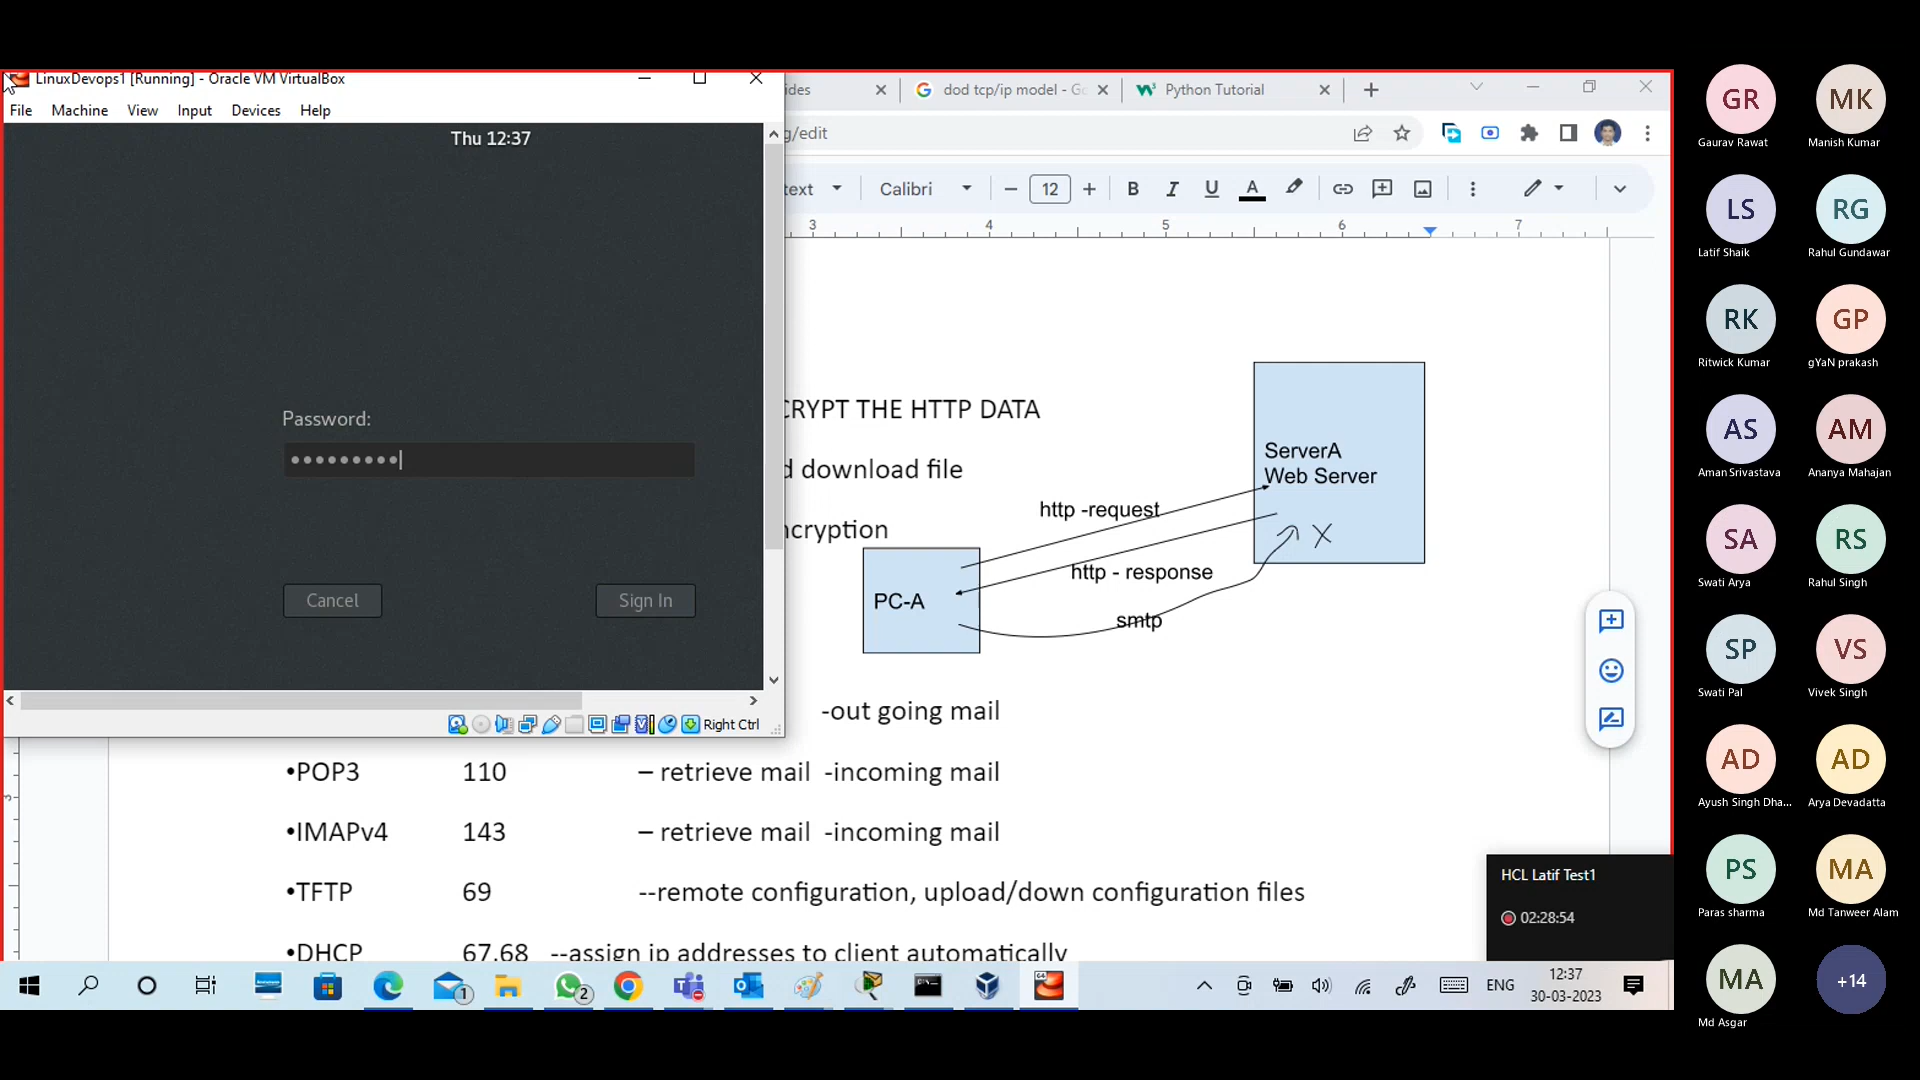 LinuxDevops1 [Running] - Oracle VM VirtualBox
File Machine View Input Devices Help
Thu 12:37
Password:
Cancel
Sign In
Right Ctrl
ides
dod tcp/ip model - Go
Python Tutorial
g/edit
text
Calibri
12
B I U A
3 4 5 6 7
CRYPT THE HTTP DATA
d download file
ncryption
ServerA
Web Server
http -request
X
http - response
PC-A
smtp
-out going mail
•POP3 110 – retrieve mail -incoming mail
•IMAPv4 143 – retrieve mail -incoming mail
•TFTP 69 --remote configuration, upload/down configuration files
•DHCP 67,68 --assign ip addresses to client automatically
3
HCL Latif Test1
02:28:54
1
2
64
ENG
12:37
30-03-2023
GR
Gaurav Rawat
MK
Manish Kumar
LS
Latif Shaik
RG
Rahul Gundawar
RK
Ritwick Kumar
GP
gYaN prakash
AS
Aman Srivastava
AM
Ananya Mahajan
SA
Swati Arya
RS
Rahul Singh
SP
Swati Pal
VS
Vivek Singh
AD
Ayush Singh Dha...
AD
Arya Devadatta
PS
Paras sharma
MA
Md Tanweer Alam
MA
Md Asgar
+14